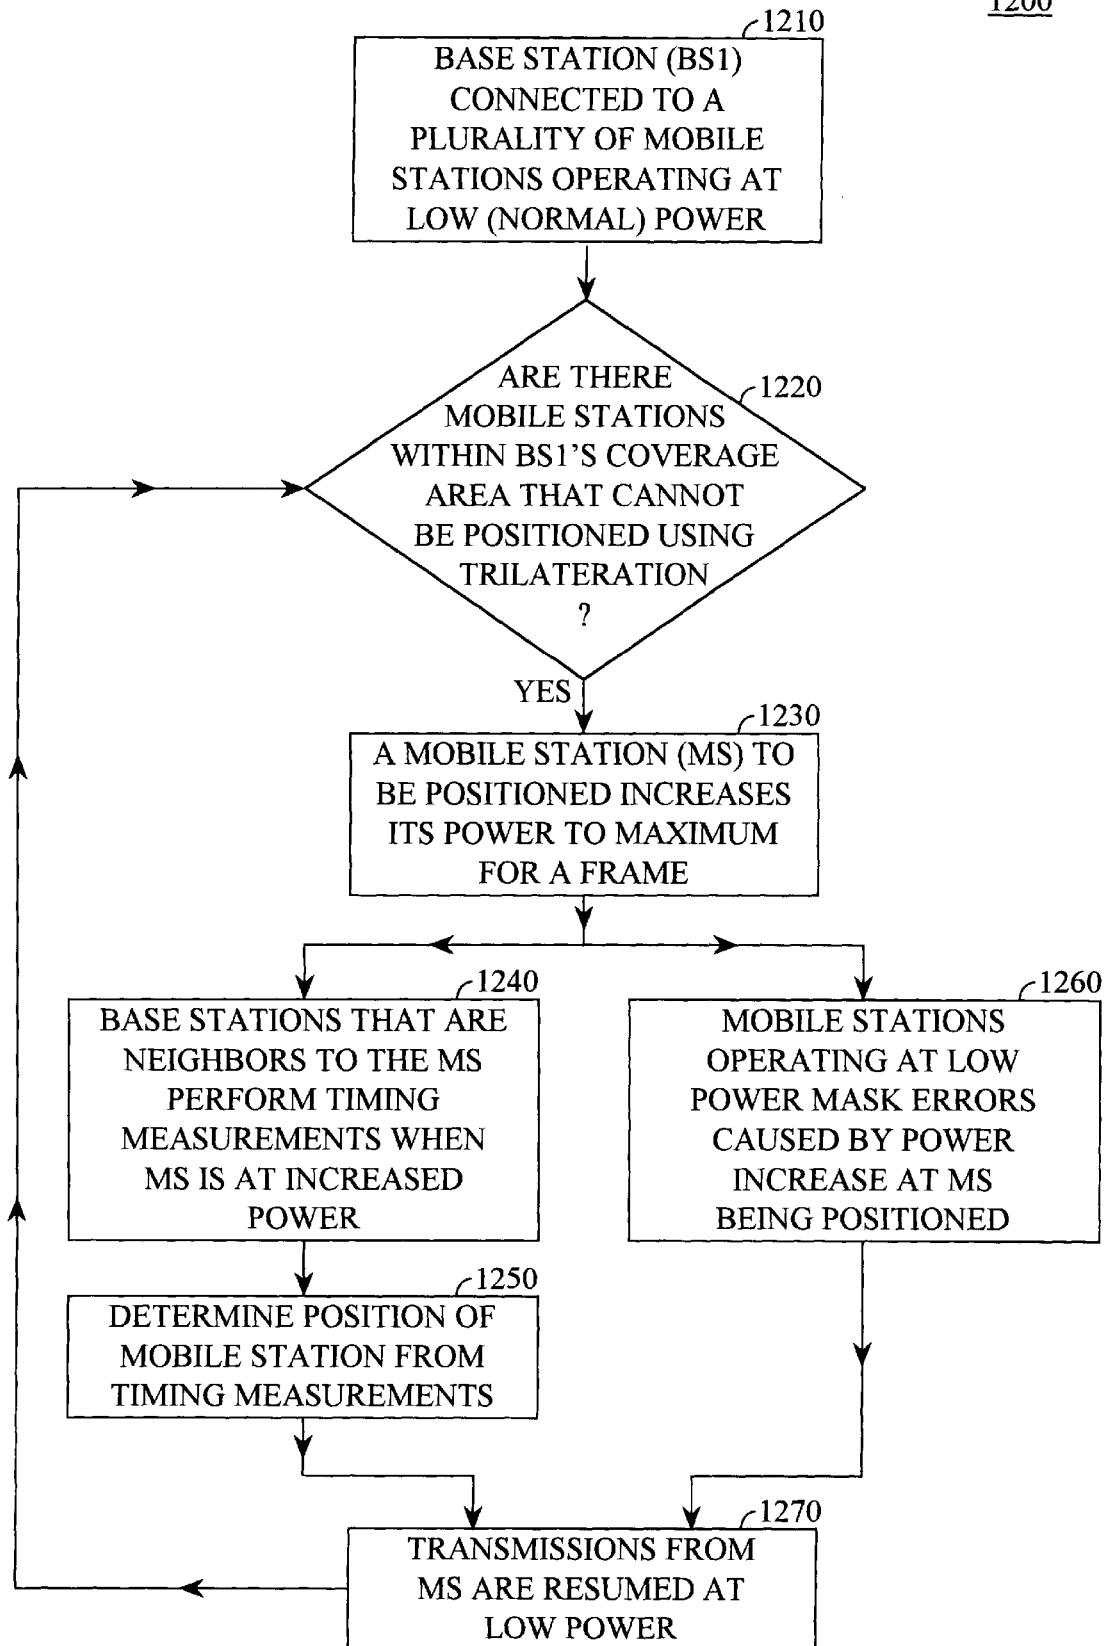 1200
1210
BASE STATION (BS1)
CONNECTED TO A
PLURALITY OF MOBILE
STATIONS OPERATING AT
LOW (NORMAL) POWER
1220
ARE THERE
MOBILE STATIONS
WITHIN BS1'S COVERAGE
AREA THAT CANNOT
BE POSITIONED USING
TRILATERATION
?
YES
1230
A MOBILE STATION (MS) TO
BE POSITIONED INCREASES
ITS POWER TO MAXIMUM
FOR A FRAME
1240
BASE STATIONS THAT ARE
NEIGHBORS TO THE MS
PERFORM TIMING
MEASUREMENTS WHEN
MS IS AT INCREASED
POWER
1260
MOBILE STATIONS
OPERATING AT LOW
POWER MASK ERRORS
CAUSED BY POWER
INCREASE AT MS
BEING POSITIONED
1250
DETERMINE POSITION OF
MOBILE STATION FROM
TIMING MEASUREMENTS
1270
TRANSMISSIONS FROM
MS ARE RESUMED AT
LOW POWER